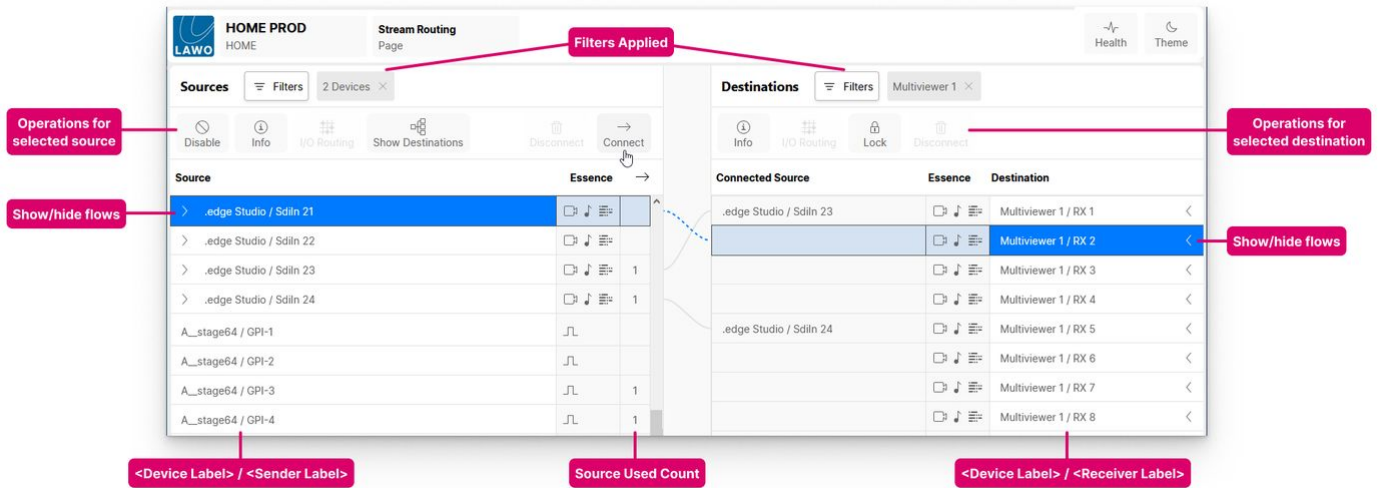 LAWO
HOME PROD
HOME
Stream Routing
Page
Filters Applied
Health
Theme
Sources
Filters
2 Devices ×
Destinations
Filters
Multiviewer 1 ×
Operations for
selected source
Disable
Info
I/O Routing
Show Destinations
Disconnect
Connect
Info
I/O Routing
Lock
Disconnect
Operations for
selected destination
Source Essence →
Connected Source Essence Destination
Show/hide flows
.edge Studio / SdiIn 21
.edge Studio / SdiIn 22
.edge Studio / SdiIn 23 1
.edge Studio / SdiIn 24 1
A__stage64 / GPI-1
A__stage64 / GPI-2
A__stage64 / GPI-3 1
A__stage64 / GPI-4 1
.edge Studio / SdiIn 23 Multiviewer 1 / RX 1
Multiviewer 1 / RX 2
Multiviewer 1 / RX 3
Multiviewer 1 / RX 4
.edge Studio / SdiIn 24 Multiviewer 1 / RX 5
Multiviewer 1 / RX 6
Multiviewer 1 / RX 7
Multiviewer 1 / RX 8
Show/hide flows
<Device Label> / <Sender Label>
Source Used Count
<Device Label> / <Receiver Label>